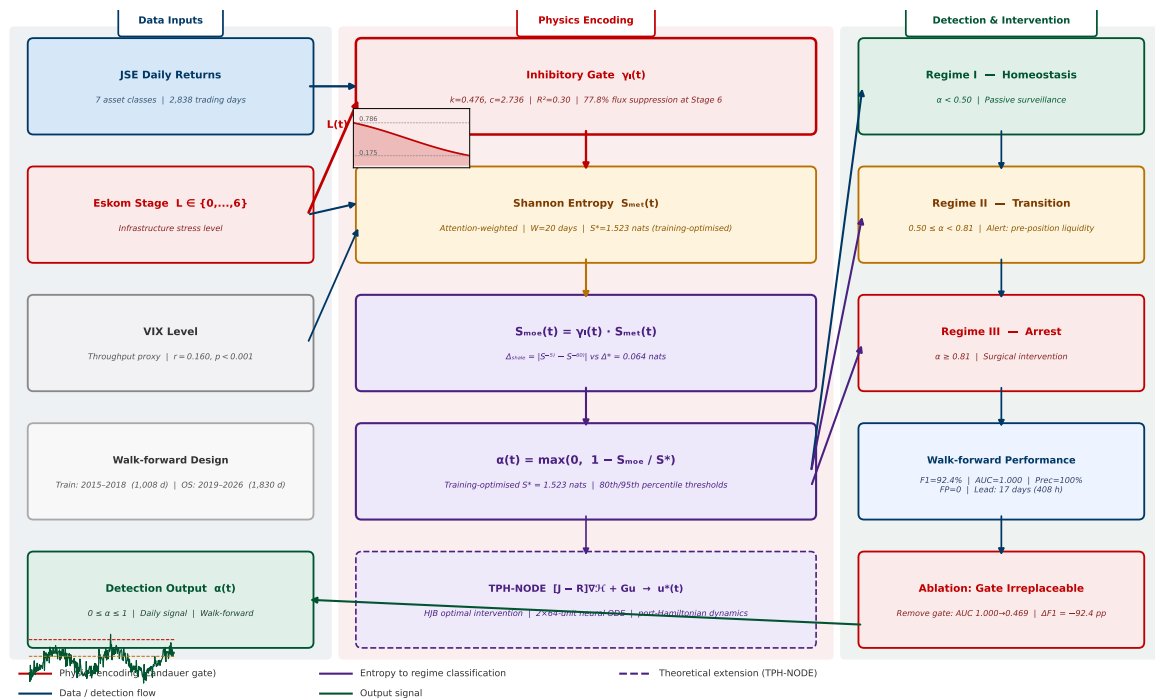 Data Inputs
JSE Daily Returns
7 asset classes | 2,838 trading days
Eskom Stage L ∈ {0,...,6}
Infrastructure stress level
VIX Level
Throughput proxy | r = 0.160, p < 0.001
Walk-forward Design
Train: 2015–2018 (1,008 d) | OS: 2019–2026 (1,830 d)
Detection Output α(t)
0 ≤ α ≤ 1 | Daily signal | Walk-forward
Physics Encoding
Inhibitory Gate γₗ(t)
k=0.476, c=2.736 | R²=0.30 | 77.8% flux suppression at Stage 6
L(t)
0.786
0.175
Shannon Entropy Sₘₑₜ(t)
Attention-weighted | W=20 days | S*=1.523 nats (training-optimised)
Sₘₒₑ(t) = γₗ(t) · Sₘₑₜ(t)
vs Δ* = 0.064 nats
α(t) = max(0, 1 − Sₘₒₑ / S*)
Training-optimised S* = 1.523 nats | 80th/95th percentile thresholds
TPH-NODE [J − R]∇ℋ + Gu → u*(t)
HJB optimal intervention | 2×64-unit neural ODE | port-Hamiltonian dynamics
Detection & Intervention
Regime I — Homeostasis
α < 0.50 | Passive surveillance
Regime II — Transition
0.50 ≤ α < 0.81 | Alert: pre-position liquidity
Regime III — Arrest
α ≥ 0.81 | Surgical intervention
Walk-forward Performance
F1=92.4% | AUC=1.000 | Prec=100%
FP=0 | Lead: 17 days (408 h)
Ablation: Gate Irreplaceable
Remove gate: AUC 1.000→0.469 | ΔF1 = −92.4 pp
Physics encoding (Landauer gate)
Entropy to regime classification
Theoretical extension (TPH-NODE)
Data / detection flow
Output signal